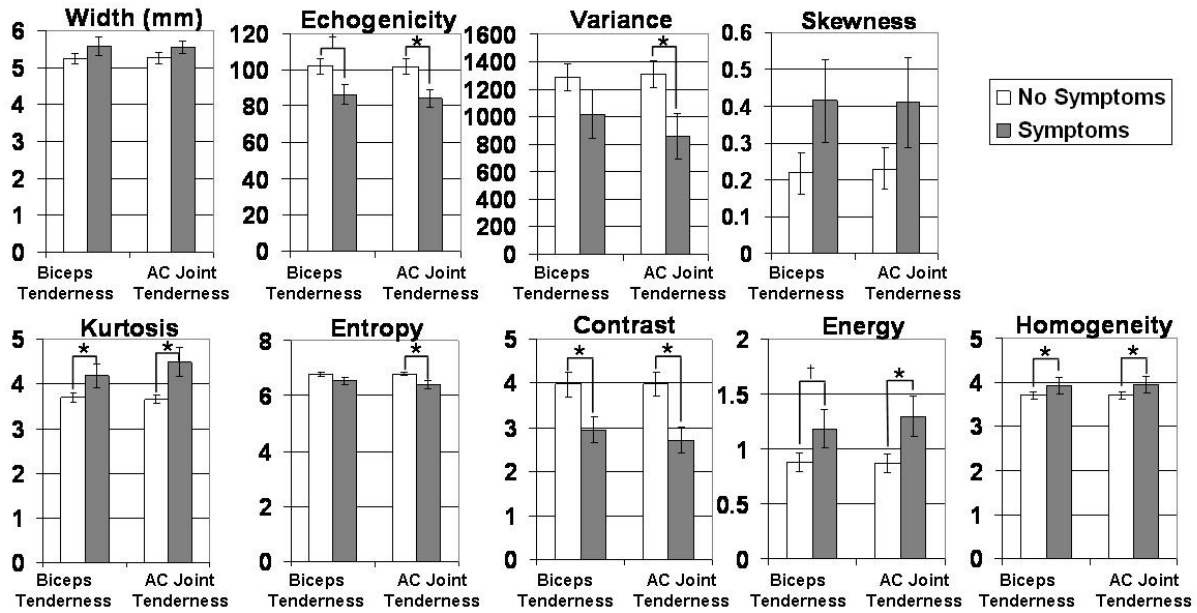 Width (mm)
6
5
4
3
2
1
0
Biceps
Tenderness
AC Joint
Tenderness
Echogenicity
120
100
80
60
40
20
0
†
*
Biceps
Tenderness
AC Joint
Tenderness
Variance
1600
1400
1200
1000
800
600
400
200
0
*
Biceps
Tenderness
AC Joint
Tenderness
Skewness
0.6
0.5
0.4
0.3
0.2
0.1
0
Biceps
Tenderness
AC Joint
Tenderness
No Symptoms
Symptoms
Kurtosis
5
4
3
2
1
0
*
*
Biceps
Tenderness
AC Joint
Tenderness
Entropy
8
6
4
2
0
*
Biceps
Tenderness
AC Joint
Tenderness
Contrast
5
4
3
2
1
0
*
*
Biceps
Tenderness
AC Joint
Tenderness
Energy
2
1.5
1
0.5
0
†
*
Biceps
Tenderness
AC Joint
Tenderness
Homogeneity
5
4
3
2
1
0
*
*
Biceps
Tenderness
AC Joint
Tenderness